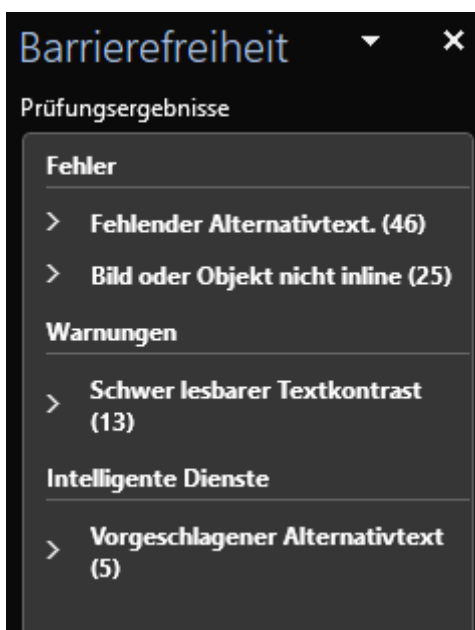 Barrierefreiheit
Prüfungsergebnisse
Fehler
Fehlender Alternativtext. (46)
Bild oder Objekt nicht inline (25)
Warnungen
Schwer lesbarer Textkontrast
(13)
Intelligente Dienste
Vorgeschlagener Alternativtext
(5)